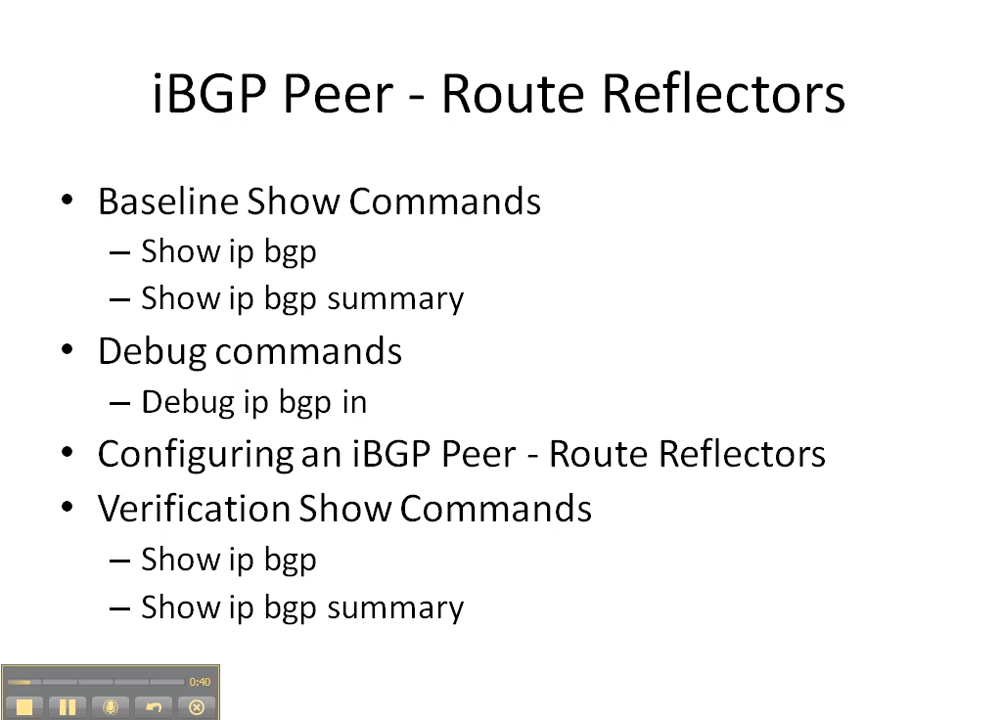 iBGP Peer - Route Reflectors
• Baseline Show Commands
– Show ip bgp
– Show ip bgp summary
• Debug commands
– Debug ip bgp in
• Configuring an iBGP Peer - Route Reflectors
• Verification Show Commands
– Show ip bgp
– Show ip bgp summary
0:40